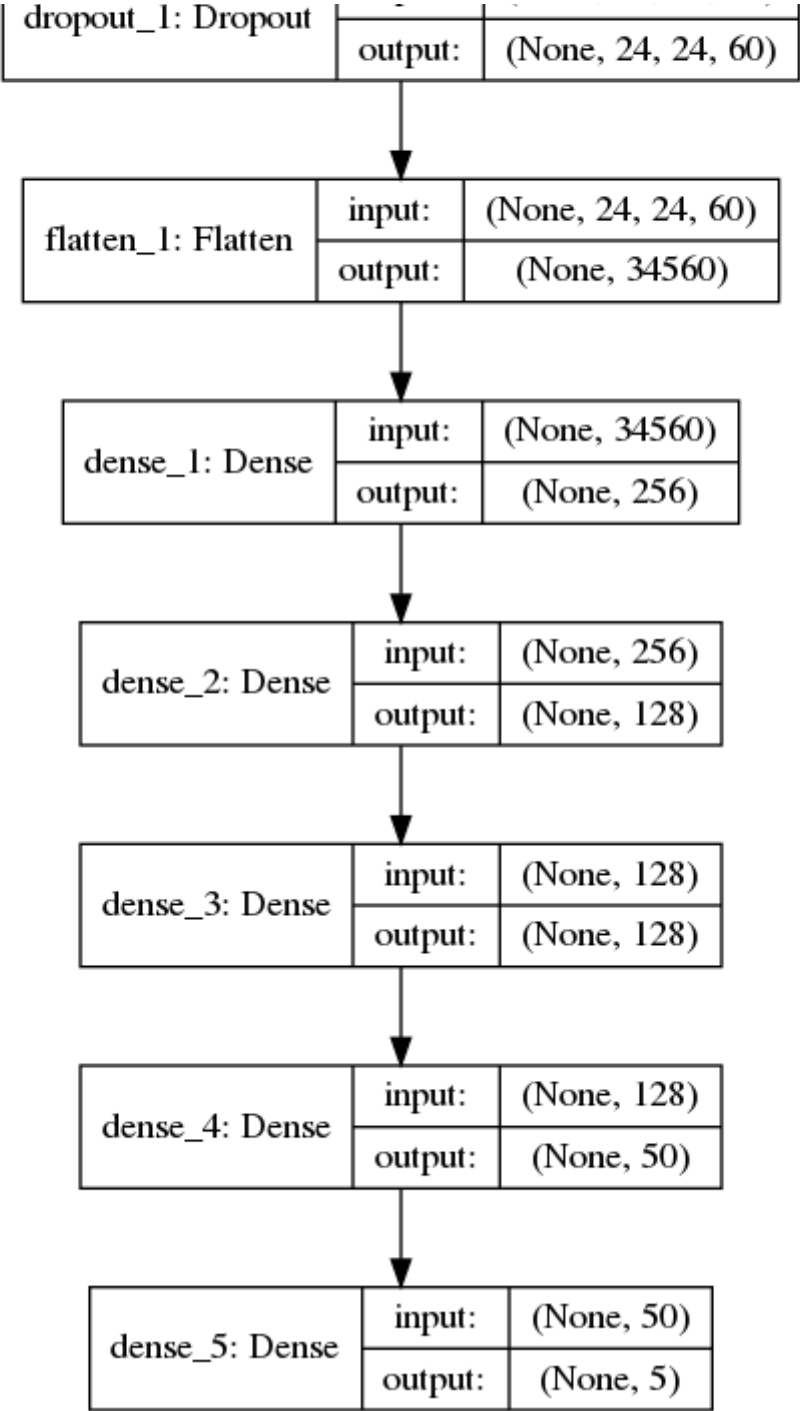 dropout_1: Dropout
output: (None, 24, 24, 60)
flatten_1: Flatten
input: (None, 24, 24, 60)
output: (None, 34560)
dense_1: Dense
input: (None, 34560)
output: (None, 256)
dense_2: Dense
input: (None, 256)
output: (None, 128)
dense_3: Dense
input: (None, 128)
output: (None, 128)
dense_4: Dense
input: (None, 128)
output: (None, 50)
dense_5: Dense
input: (None, 50)
output: (None, 5)